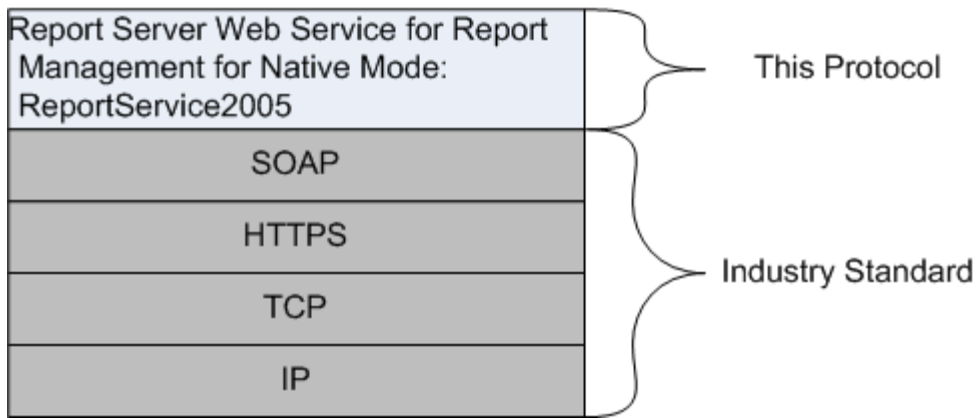 Report Server Web Service for Report
Management for Native Mode:
ReportService2005
This Protocol
SOAP
HTTPS
TCP
IP
Industry Standard